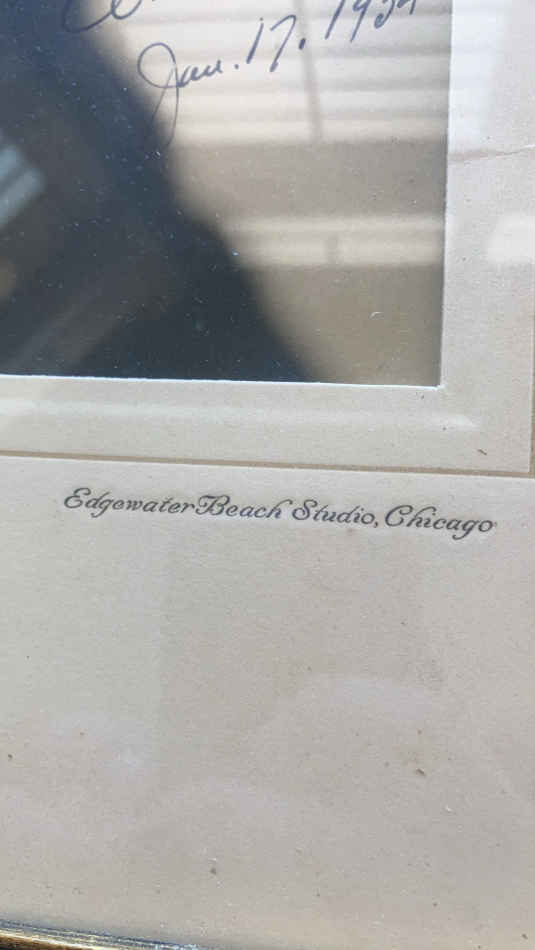 Jan. 17,
Edgewater Beach Studio, Chicago